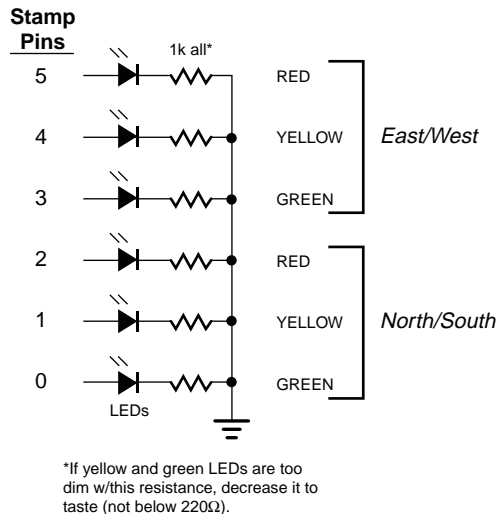 Stamp
Pins
1k all*
5 RED
4 YELLOW East/West
3 GREEN
2 RED
1 YELLOW North/South
0 GREEN
LEDs
*If yellow and green LEDs are too
dim w/this resistance, decrease it to
taste (not below 220Ω).